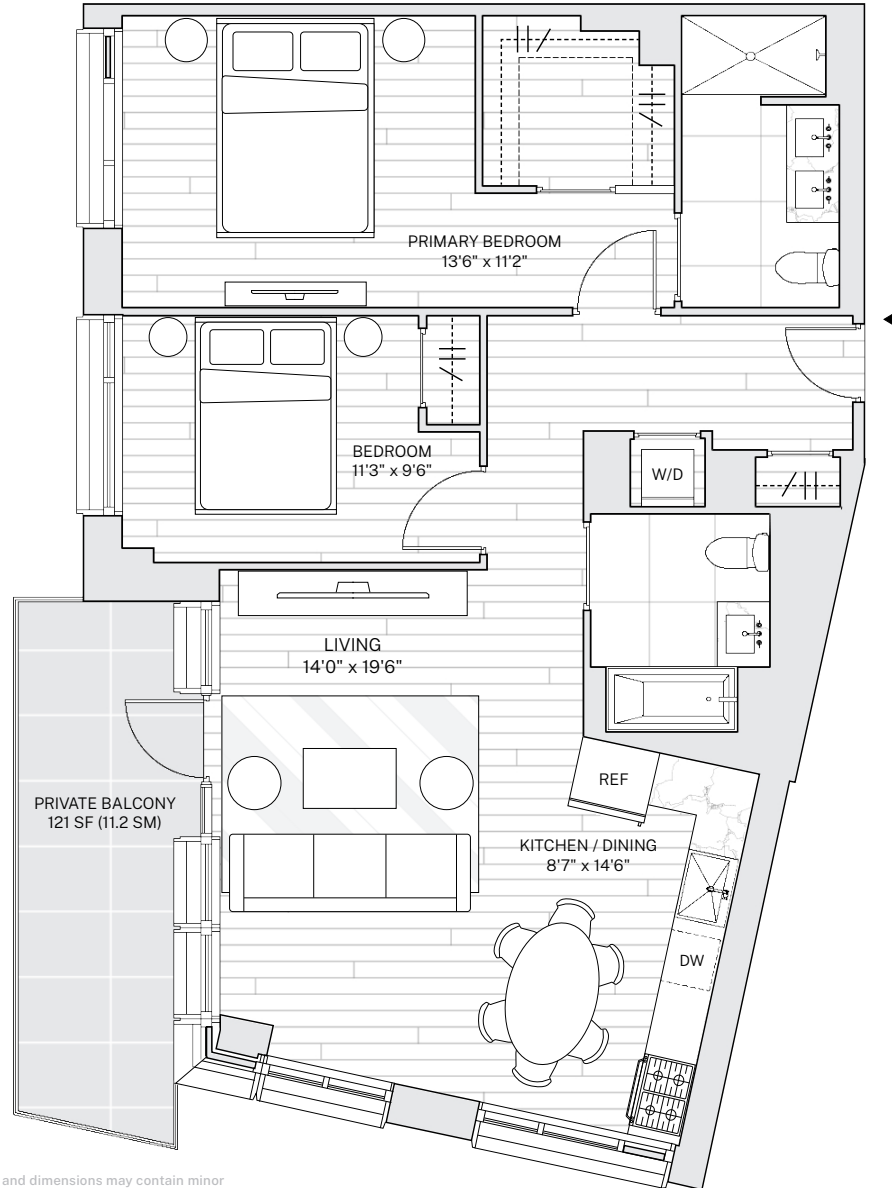 PRIMARY BEDROOM
13'6" x 11'2"
BEDROOM
11'3" x 9'6"
W/D
LIVING
14'0" x 19'6"
REF
PRIVATE BALCONY
121 SF (11.2 SM)
KITCHEN / DINING
8'7" x 14'6"
DW
and dimensions may contain minor